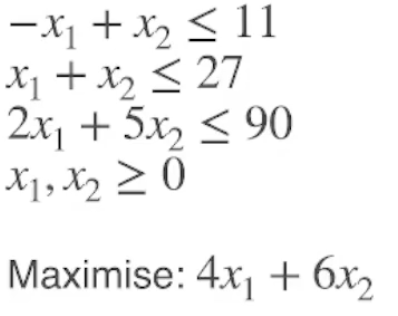 −x₁ + x₂ ≤ 11
x₁ + x₂ ≤ 27
2x₁ + 5x₂ ≤ 90
x₁, x₂ ≥ 0
Maximise: 4x₁ + 6x₂